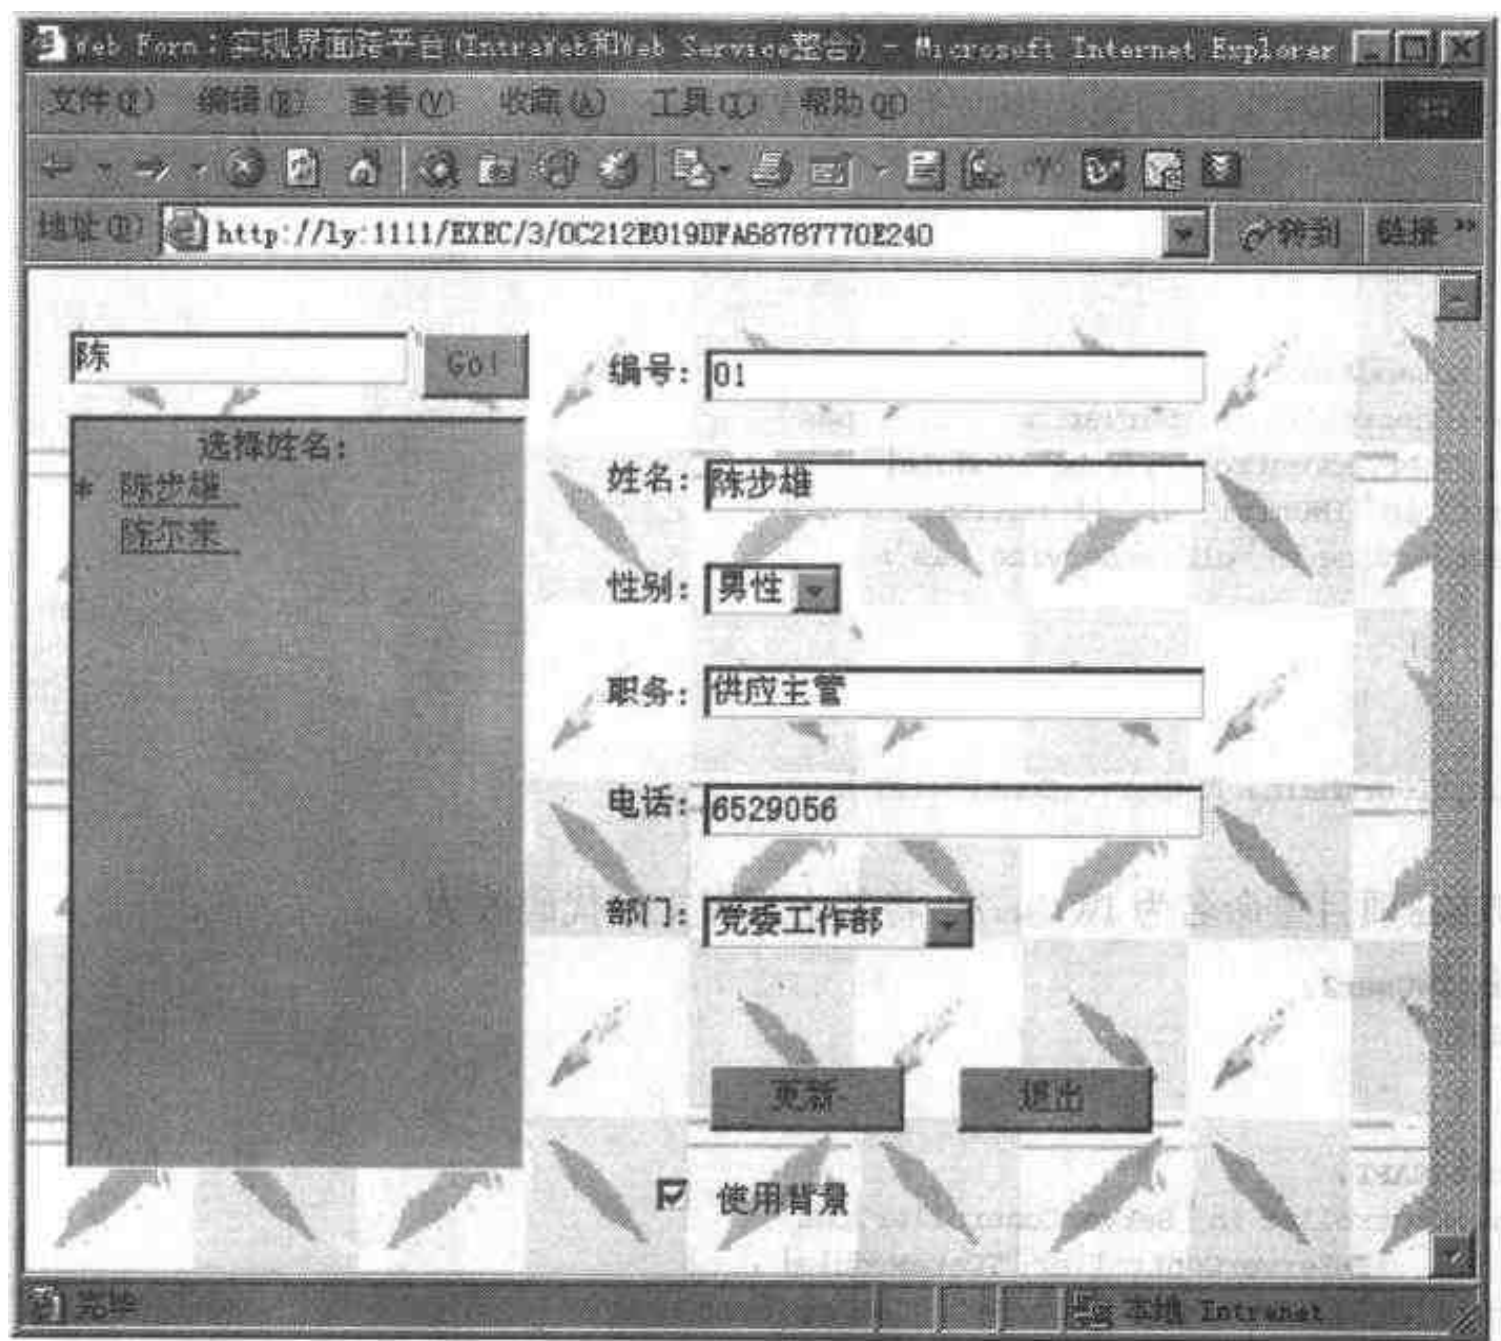 Web Form：实现界面跨平台(IntraWeb和Web Service整合) - Microsoft Internet Explorer
文件(F) 编辑(E) 查看(V) 收藏(A) 工具(T) 帮助(H)
地址(D) http://ly:1111/EXEC/3/0C212E019DFA68787770E240 转到 链接 »
陈 Go!
选择姓名：
* 陈步雄
陈尔来
编号： 01
姓名： 陈步雄
性别： 男性
职务： 供应主管
电话： 6529056
部门： 党委工作部
更新 退出
使用背景
完毕 本地 Intranet